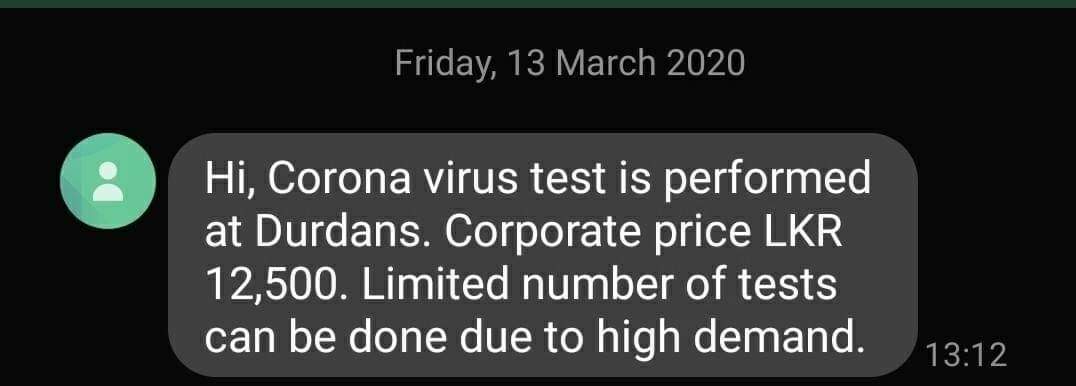 Friday, 13 March 2020
Hi, Corona virus test is performed
at Durdans. Corporate price LKR
12,500. Limited number of tests
can be done due to high demand.
13:12